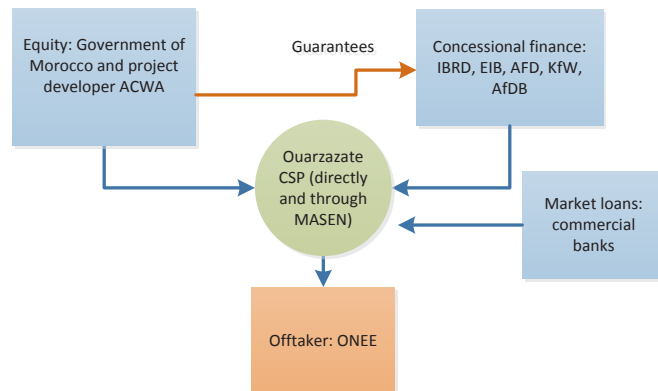 Equity: Government of
Morocco and project
developer ACWA
Guarantees
Concessional finance:
IBRD, EIB, AFD, KfW,
AfDB
Ouarzazate
CSP (directly
and through
MASEN)
Market loans:
commercial
banks
Offtaker: ONEE